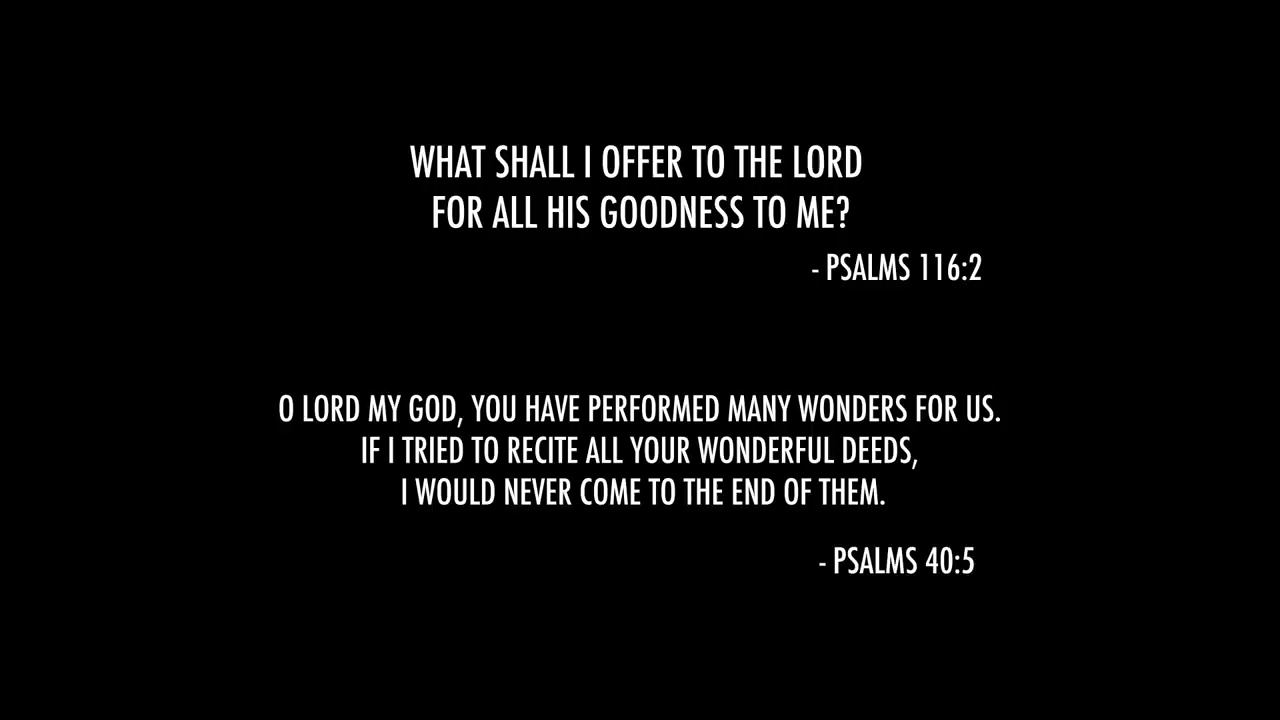 WHAT SHALL I OFFER TO THE LORD
FOR ALL HIS GOODNESS TO ME?
- PSALMS 116:2
O LORD MY GOD, YOU HAVE PERFORMED MANY WONDERS FOR US.
IF I TRIED TO RECITE ALL YOUR WONDERFUL DEEDS,
I WOULD NEVER COME TO THE END OF THEM.
- PSALMS 40:5